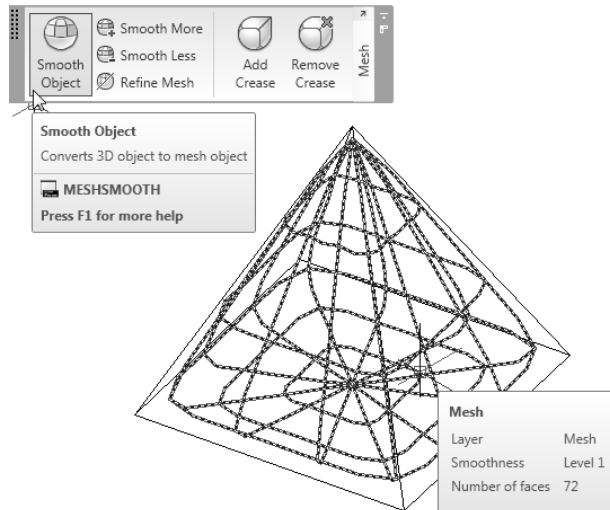 Smooth Object
Smooth More
Smooth Less
Refine Mesh
Add Crease
Remove Crease
Mesh
Smooth Object
Converts 3D object to mesh object
MESHSMOOTH
Press F1 for more help
Mesh
Layer Mesh
Smoothness Level 1
Number of faces 72